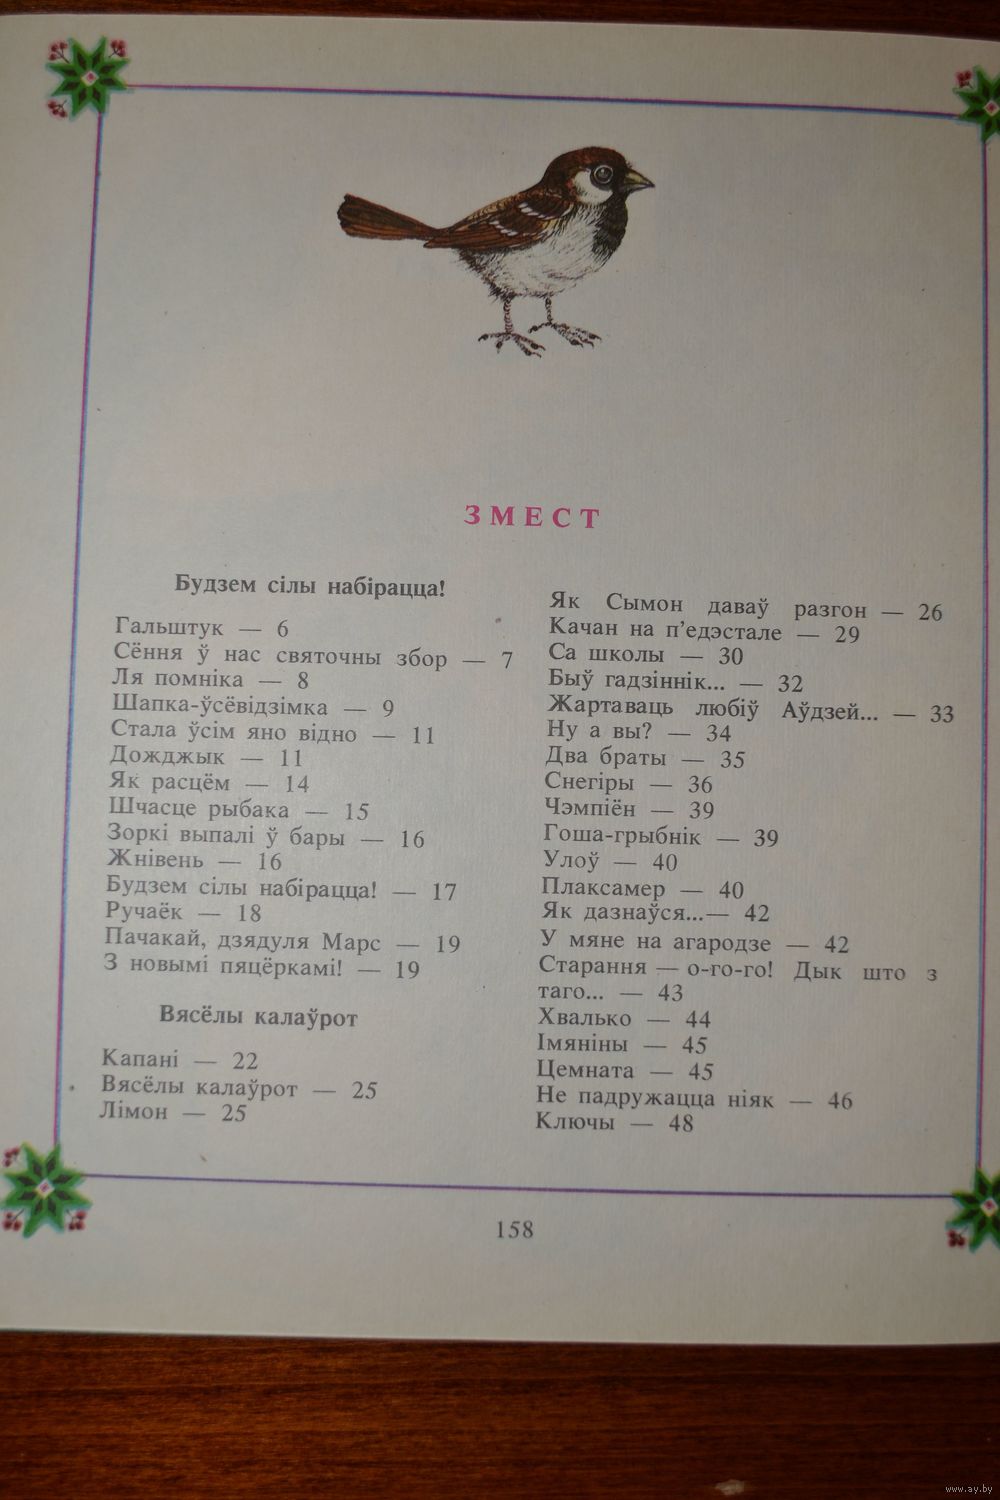 ЗМЕСТ
Будзем сілы набірацца!
Гальштук — 6
Сёння ў нас святочны збор — 7
Ля помніка — 8
Шапка-ўсёвідзімка — 9
Стала ўсім яно відно — 11
Дожджык — 11
Як расцём — 14
Шчасце рыбака — 15
Зоркі выпалі ў бары — 16
Жнівень — 16
Будзем сілы набірацца! — 17
Ручаёк — 18
Пачакай, дзядуля Марс — 19
З новымі пяцёркамі! — 19
Вясёлы калаўрот
Капані — 22
Вясёлы калаўрот — 25
Лімон — 25
Як Сымон даваў разгон — 26
Качан на п’едэстале — 29
Са школы — 30
Быў гадзіннік... — 32
Жартаваць любіў Аўдзей... — 33
Ну а вы? — 34
Два браты — 35
Снегіры — 36
Чэмпіён — 39
Гоша-грыбнік — 39
Улоў — 40
Плаксамер — 40
Як дазнаўся...— 42
У мяне на агародзе — 42
Старання — о-го-го! Дык што з
таго... — 43
Хвалько — 44
Імяніны — 45
Цемната — 45
Не падружацца ніяк — 46
Ключы — 48
158
www.ay.by